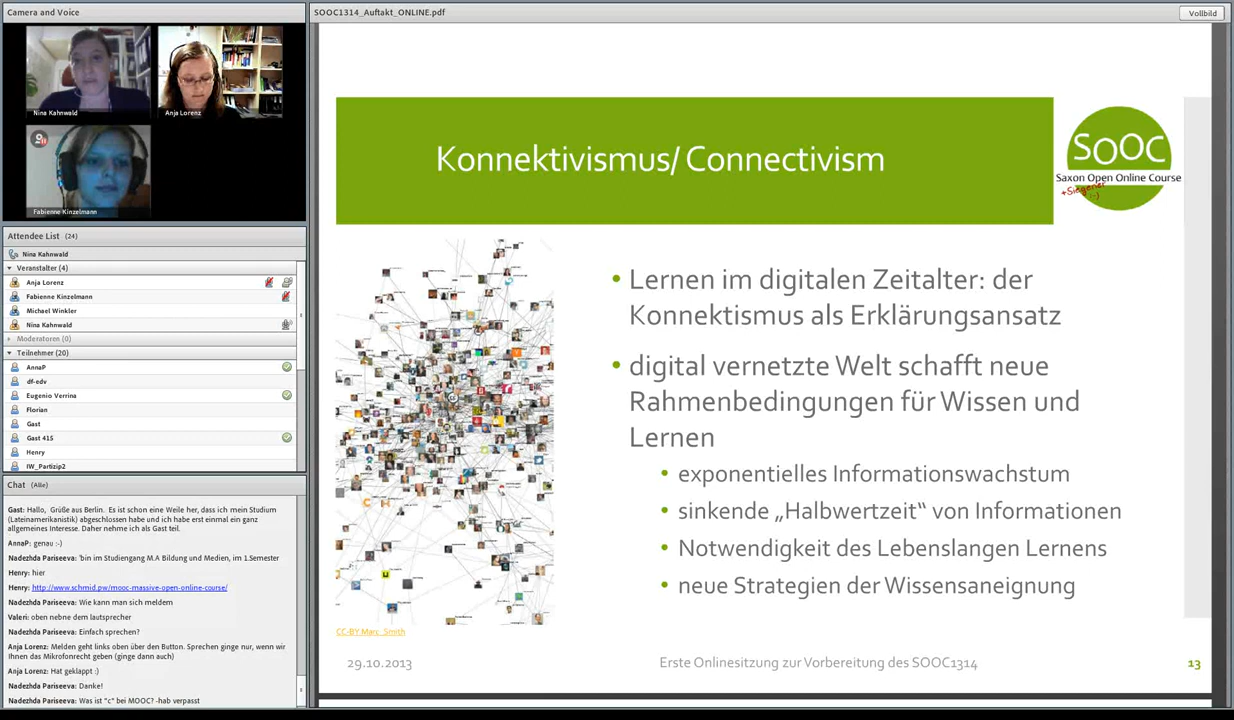 Camera and Voice
Nina Kahnwald
Anja Lorenz
Fabienne Kinzelmann
Attendee List (24)
Nina Kahnwald
Veranstalter (4)
Anja Lorenz
Fabienne Kinzelmann
Michael Winkler
Nina Kahnwald
Moderatoren (0)
Teilnehmer (20)
AnnaP
df-edv
Eugenio Verrina
Florian
Gast
Gast 415
Henry
IW_Partizip2
Chat (Alle)
Gast: Hallo, Grüße aus Berlin. Es ist schon eine Weile her, dass ich mein Studium
(Lateinamerikanistik) abgeschlossen habe und ich habe erst einmal ein ganz
allgemeines Interesse. Daher nehme ich als Gast teil.
AnnaP: genau :-)
Nadezhda Pariseeva: 'bin im Studiengang M.A Bildung und Medien, im 1.Semester
Henry: hier
Henry: http://www.schmid.pw/mooc-massive-open-online-course/
Nadezhda Pariseeva: Wie kann man sich meldem
Valeri: oben nebne dem lautsprecher
Nadezhda Pariseeva: Einfach sprechen?
Anja Lorenz: Melden geht links oben über den Button. Sprechen ginge nur, wenn wir
Ihnen das Mikrofonrecht geben (ginge dann auch)
Anja Lorenz: Hat geklappt :)
Nadezhda Pariseeva: Danke!
Nadezhda Pariseeva: Was ist "c" bei MOOC? -hab verpasst
SOOC1314_Auftakt_ONLINE.pdf
Vollbild
Konnektivismus/ Connectivism
SOOC
Saxon Open Online Course
+Siegener
:-)
• Lernen im digitalen Zeitalter: der
Konnektismus als Erklärungsansatz
• digital vernetzte Welt schafft neue
Rahmenbedingungen für Wissen und
Lernen
• exponentielles Informationswachstum
• sinkende „Halbwertzeit“ von Informationen
• Notwendigkeit des Lebenslangen Lernens
• neue Strategien der Wissensaneignung
CC-BY Marc_Smith
29.10.2013
Erste Onlinesitzung zur Vorbereitung des SOOC1314
13